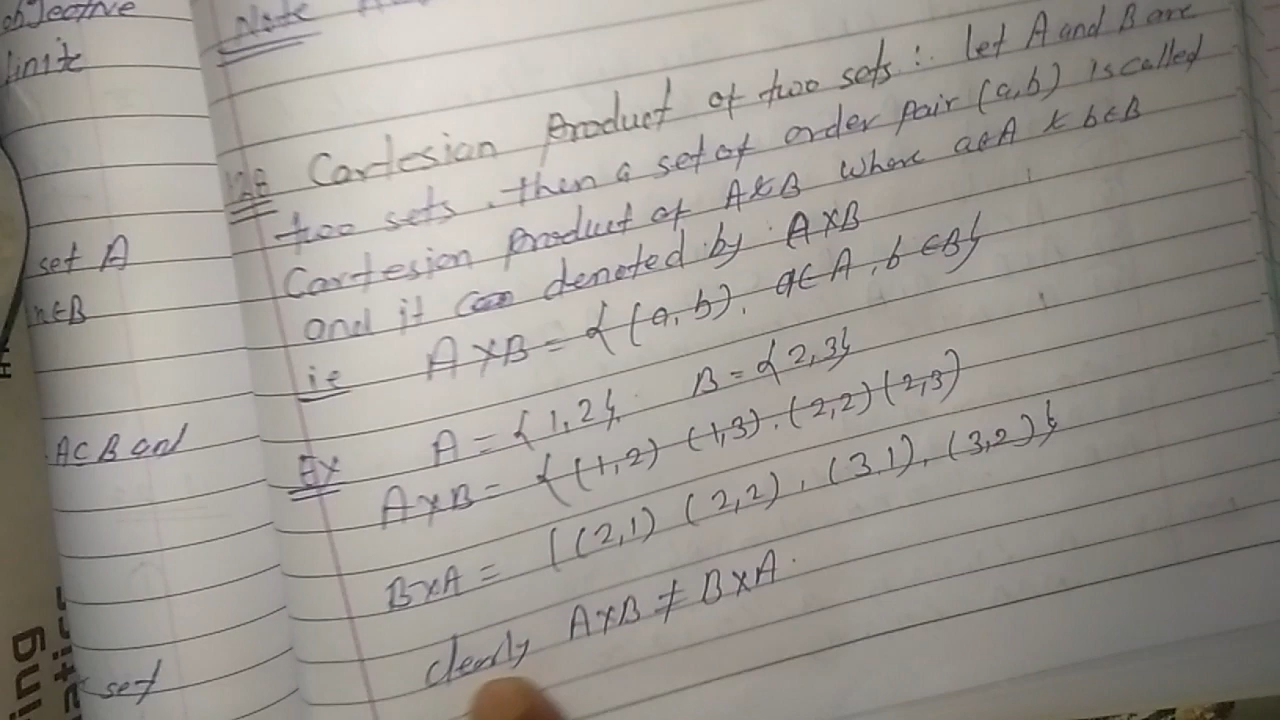 objective
finite
set A
n∈B
A⊂B and
set
Note
Cartesian Product of two sets : let A and B are
two sets, then a set of order pair (a,b) is called
Cartesian Product of A & B where a∈A & b∈B
and it denoted by A×B
ie A×B = {(a,b), a∈A, b∈B}
Ex A = {1,2}, B = {2,3}
A×B = {(1,2) (1,3), (2,2) (2,3)
B×A = {(2,1) (2,2), (3,1), (3,2)}
clearly A×B ≠ B×A.